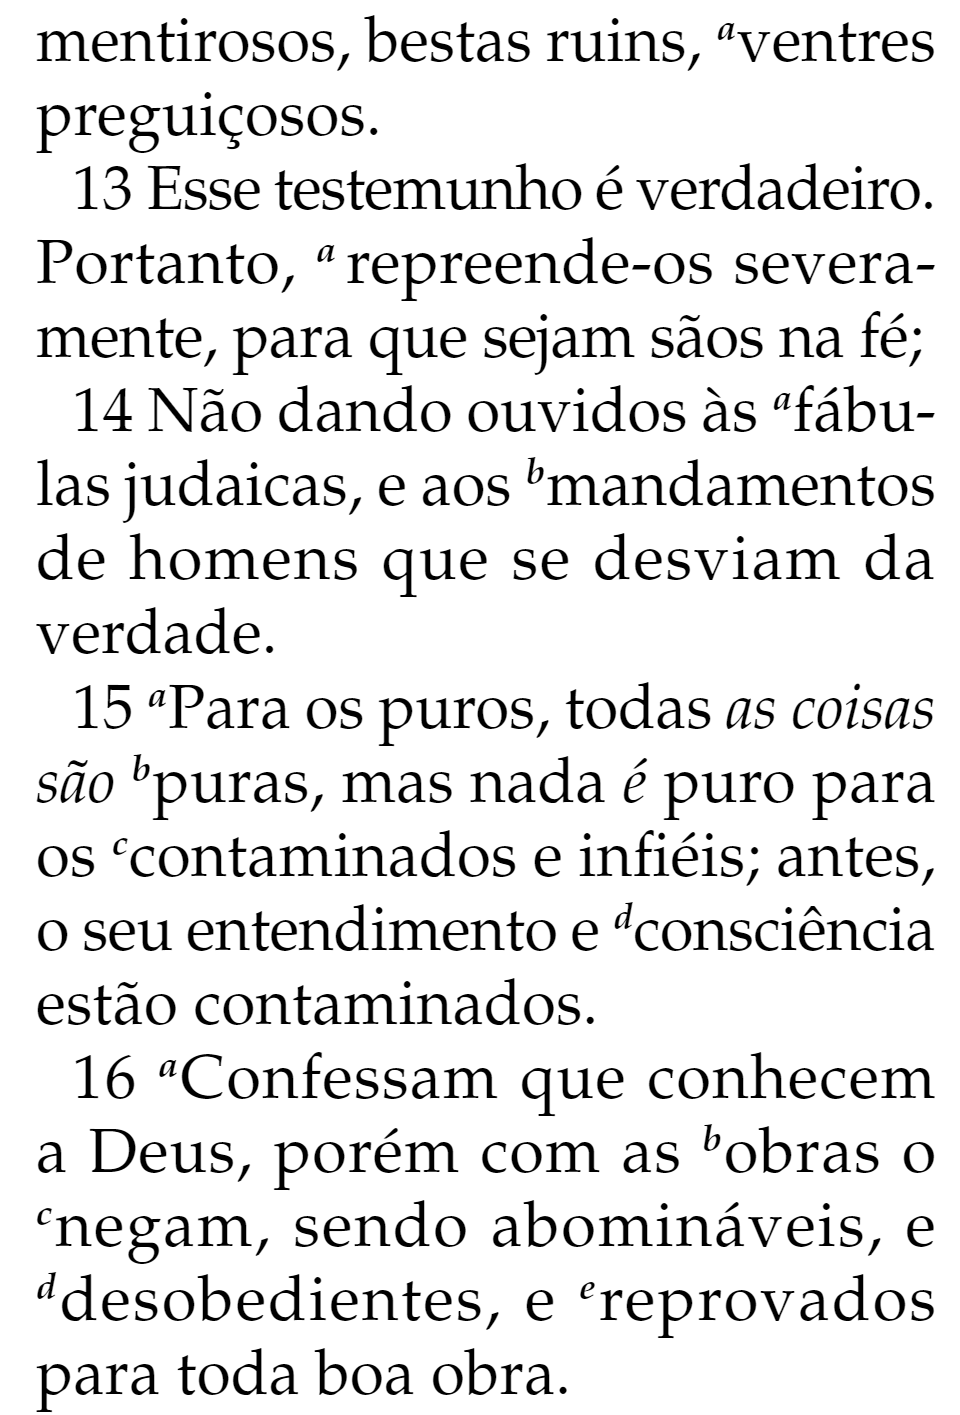 mentirosos, bestas ruins, ᵃventres
preguiçosos.
13 Esse testemunho é verdadeiro.
Portanto, ᵃ repreende-os severa-
mente, para que sejam sãos na fé;
14 Não dando ouvidos às ᵃfábu-
las judaicas, e aos ᵇmandamentos
de homens que se desviam da
verdade.
15 ᵃPara os puros, todas as coisas
são ᵇpuras, mas nada é puro para
os ᶜcontaminados e infiéis; antes,
o seu entendimento e ᵈconsciência
estão contaminados.
16 ᵃConfessam que conhecem
a Deus, porém com as ᵇobras o
ᶜnegam, sendo abomináveis, e
ᵈdesobedientes, e ᵉreprovados
para toda boa obra.